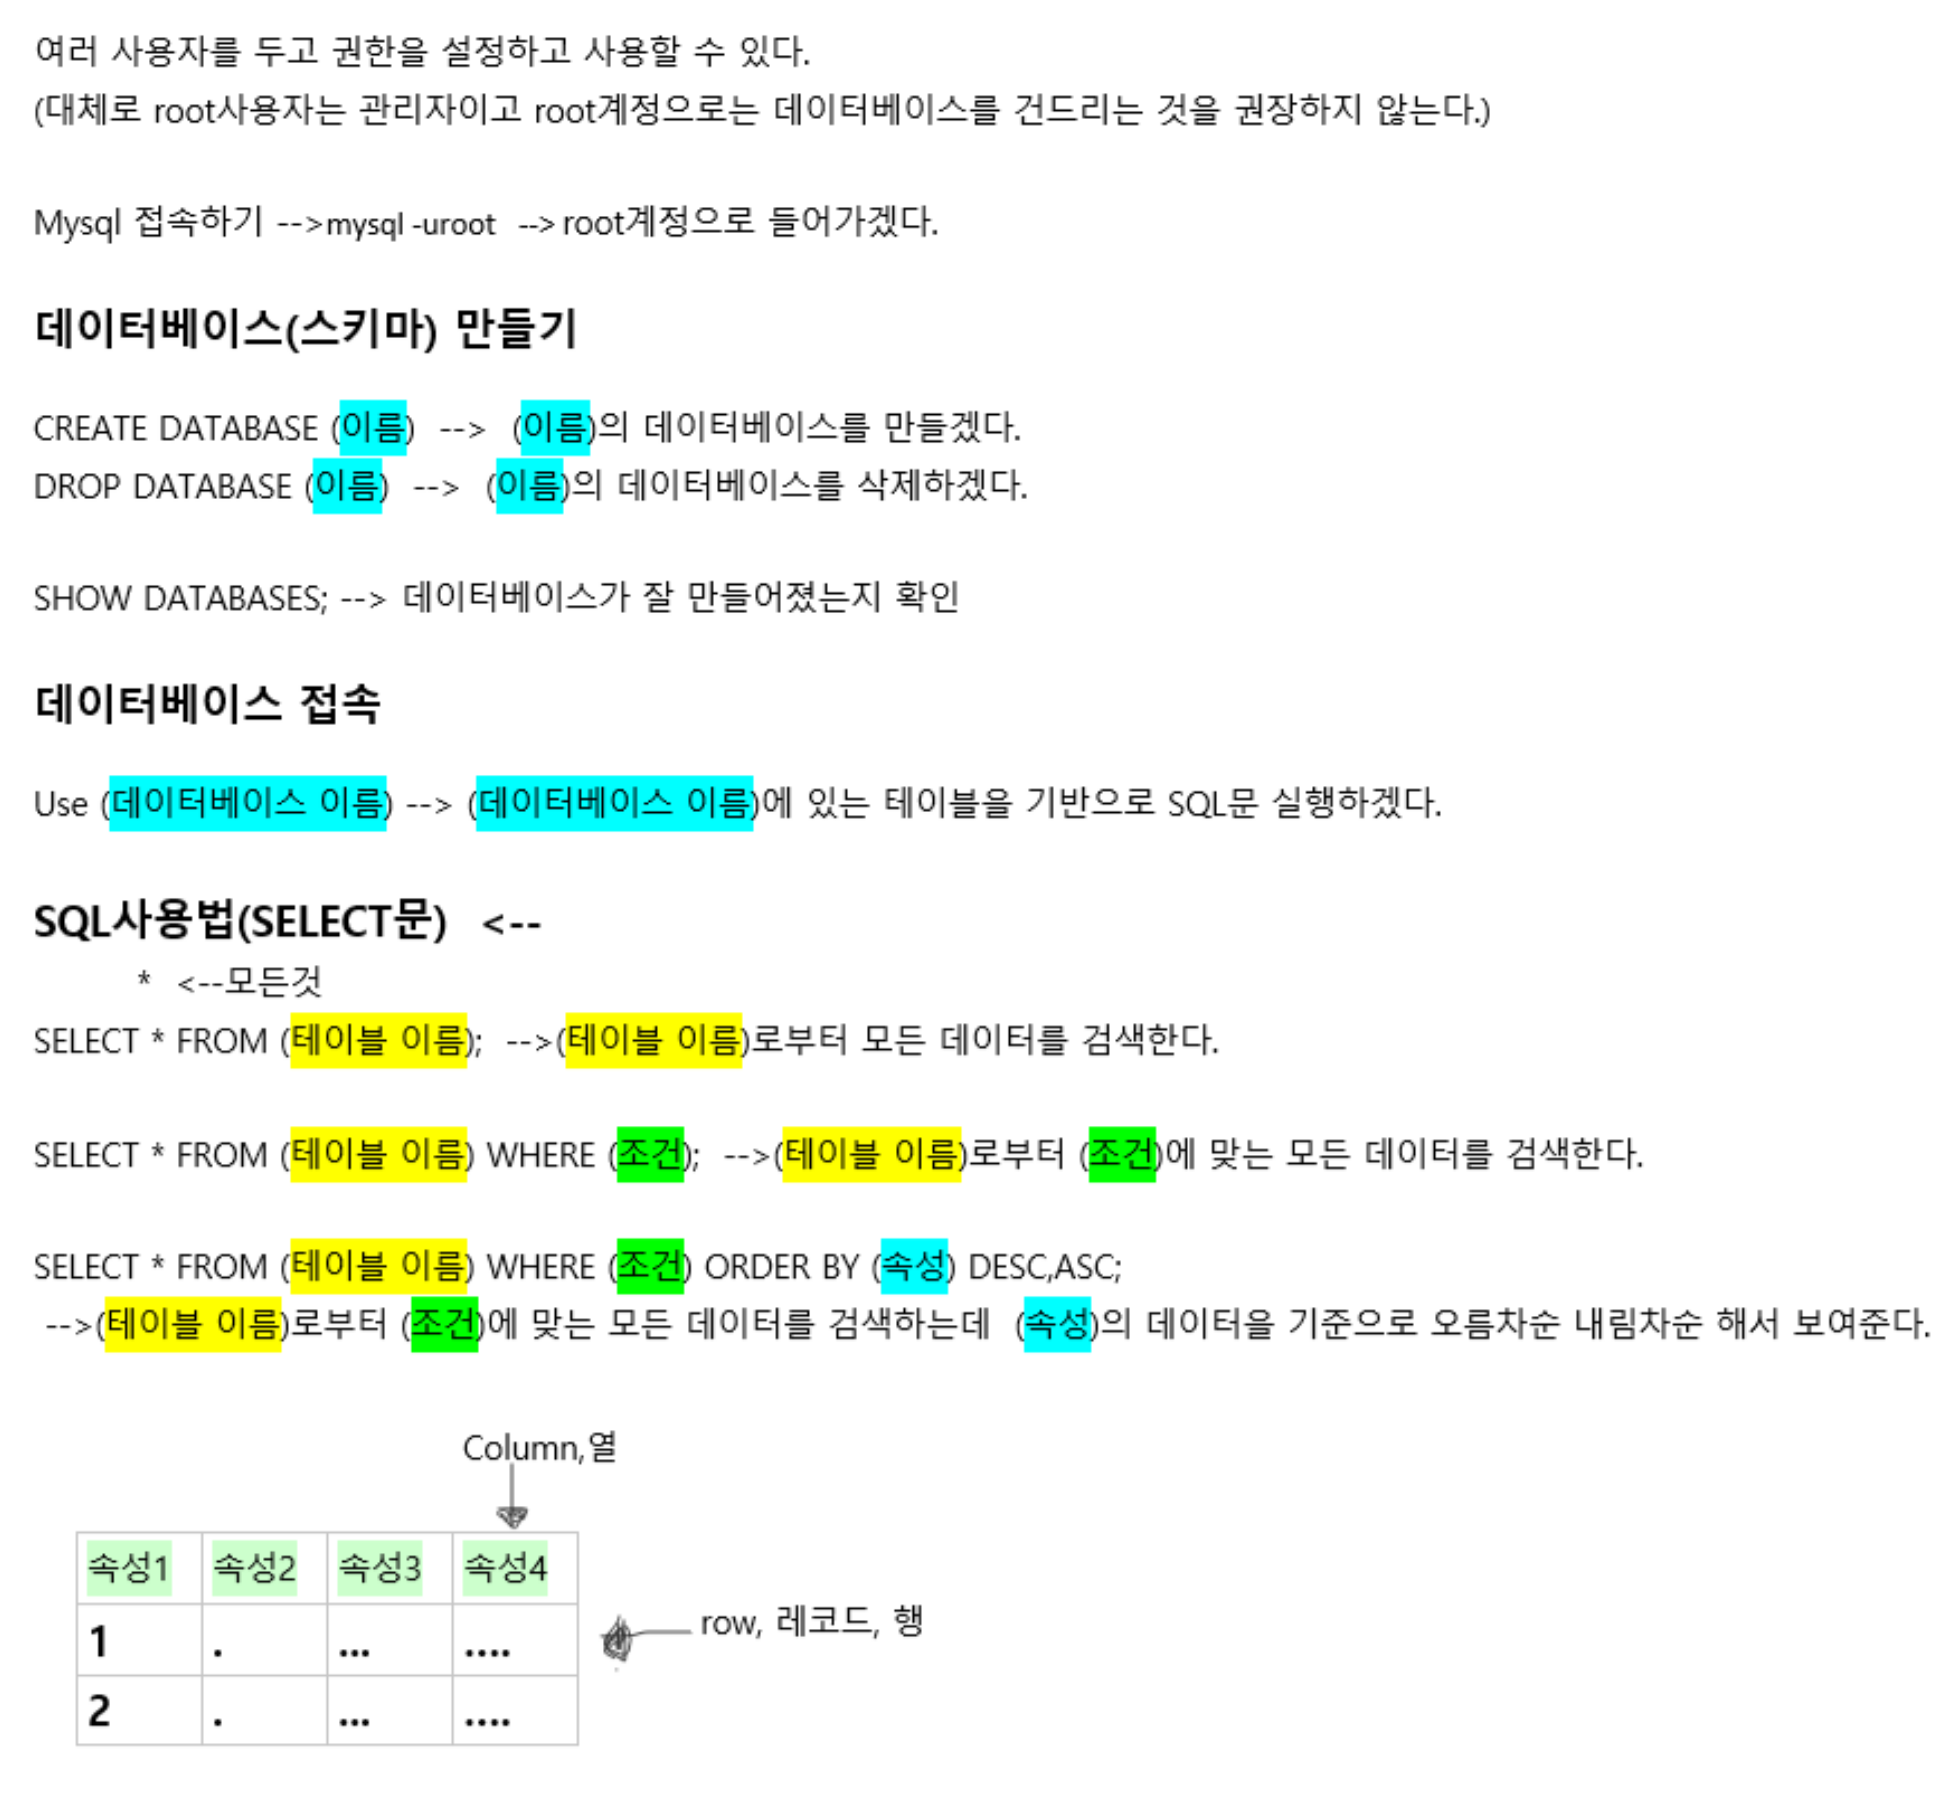 여러 사용자를 두고 권한을 설정하고 사용할 수 있다.
(대체로 root사용자는 관리자이고 root계정으로는 데이터베이스를 건드리는 것을 권장하지 않는다.)
Mysql 접속하기 -->mysql -uroot --> root계정으로 들어가겠다.
데이터베이스(스키마) 만들기
CREATE DATABASE (이름) --> (이름)의 데이터베이스를 만들겠다.
DROP DATABASE (이름) --> (이름)의 데이터베이스를 삭제하겠다.
SHOW DATABASES; --> 데이터베이스가 잘 만들어졌는지 확인
데이터베이스 접속
Use (데이터베이스 이름) --> (데이터베이스 이름)에 있는 테이블을 기반으로 SQL문 실행하겠다.
SQL사용법(SELECT문) <--
* <--모든것
SELECT * FROM (테이블 이름); -->(테이블 이름)로부터 모든 데이터를 검색한다.
SELECT * FROM (테이블 이름) WHERE (조건); -->(테이블 이름)로부터 (조건)에 맞는 모든 데이터를 검색한다.
SELECT * FROM (테이블 이름) WHERE (조건) ORDER BY (속성) DESC,ASC;
-->(테이블 이름)로부터 (조건)에 맞는 모든 데이터를 검색하는데 (속성)의 데이터을 기준으로 오름차순 내림차순 해서 보여준다.
Column,열
속성1 속성2 속성3 속성4
1 . ... ....
row, 레코드, 행
2 . ... ....